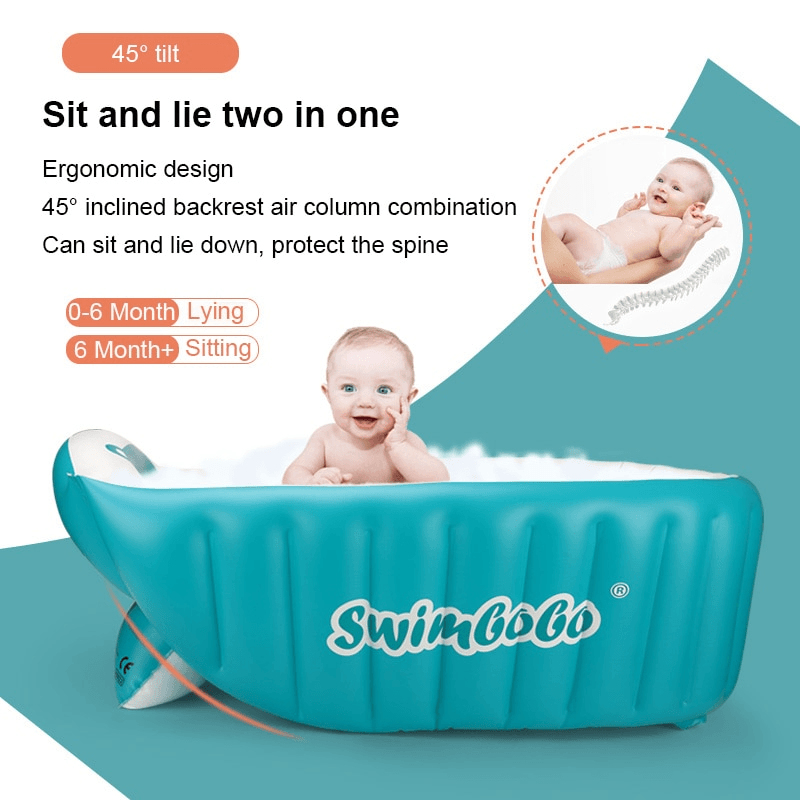 45° tilt
Sit and lie two in one
Ergonomic design
45° inclined backrest air column combination
Can sit and lie down, protect the spine
0-6 Month Lying
6 Month+ Sitting
Swimbobo ®
CE